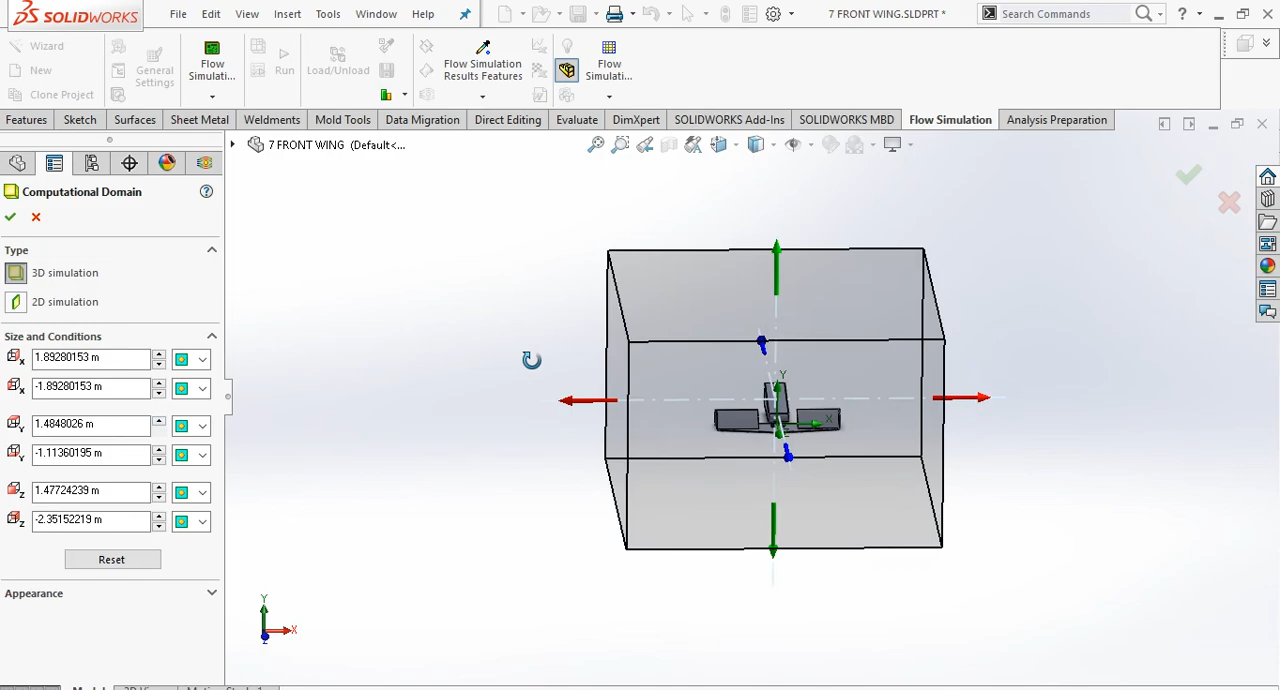 SOLIDWORKS File Edit View Insert Tools Window Help 7 FRONT WING.SLDPRT * Search Commands ?
Wizard
New
Clone Project
General Settings
Run
Flow Simulati...
Load/Unload
Flow Simulation Results Features
Flow Simulati...
Features Sketch Surfaces Sheet Metal Weldments Mold Tools Data Migration Direct Editing Evaluate DimXpert SOLIDWORKS Add-Ins SOLIDWORKS MBD Flow Simulation Analysis Preparation
7 FRONT WING (Default<...
Computational Domain ?
Type
3D simulation
2D simulation
Size and Conditions
X 1.89280153 m
X -1.89280153 m
Y 1.4848026 m
Y -1.11360195 m
Z 1.47724239 m
Z -2.35152219 m
Reset
Appearance
Y
X
Y
X
Z